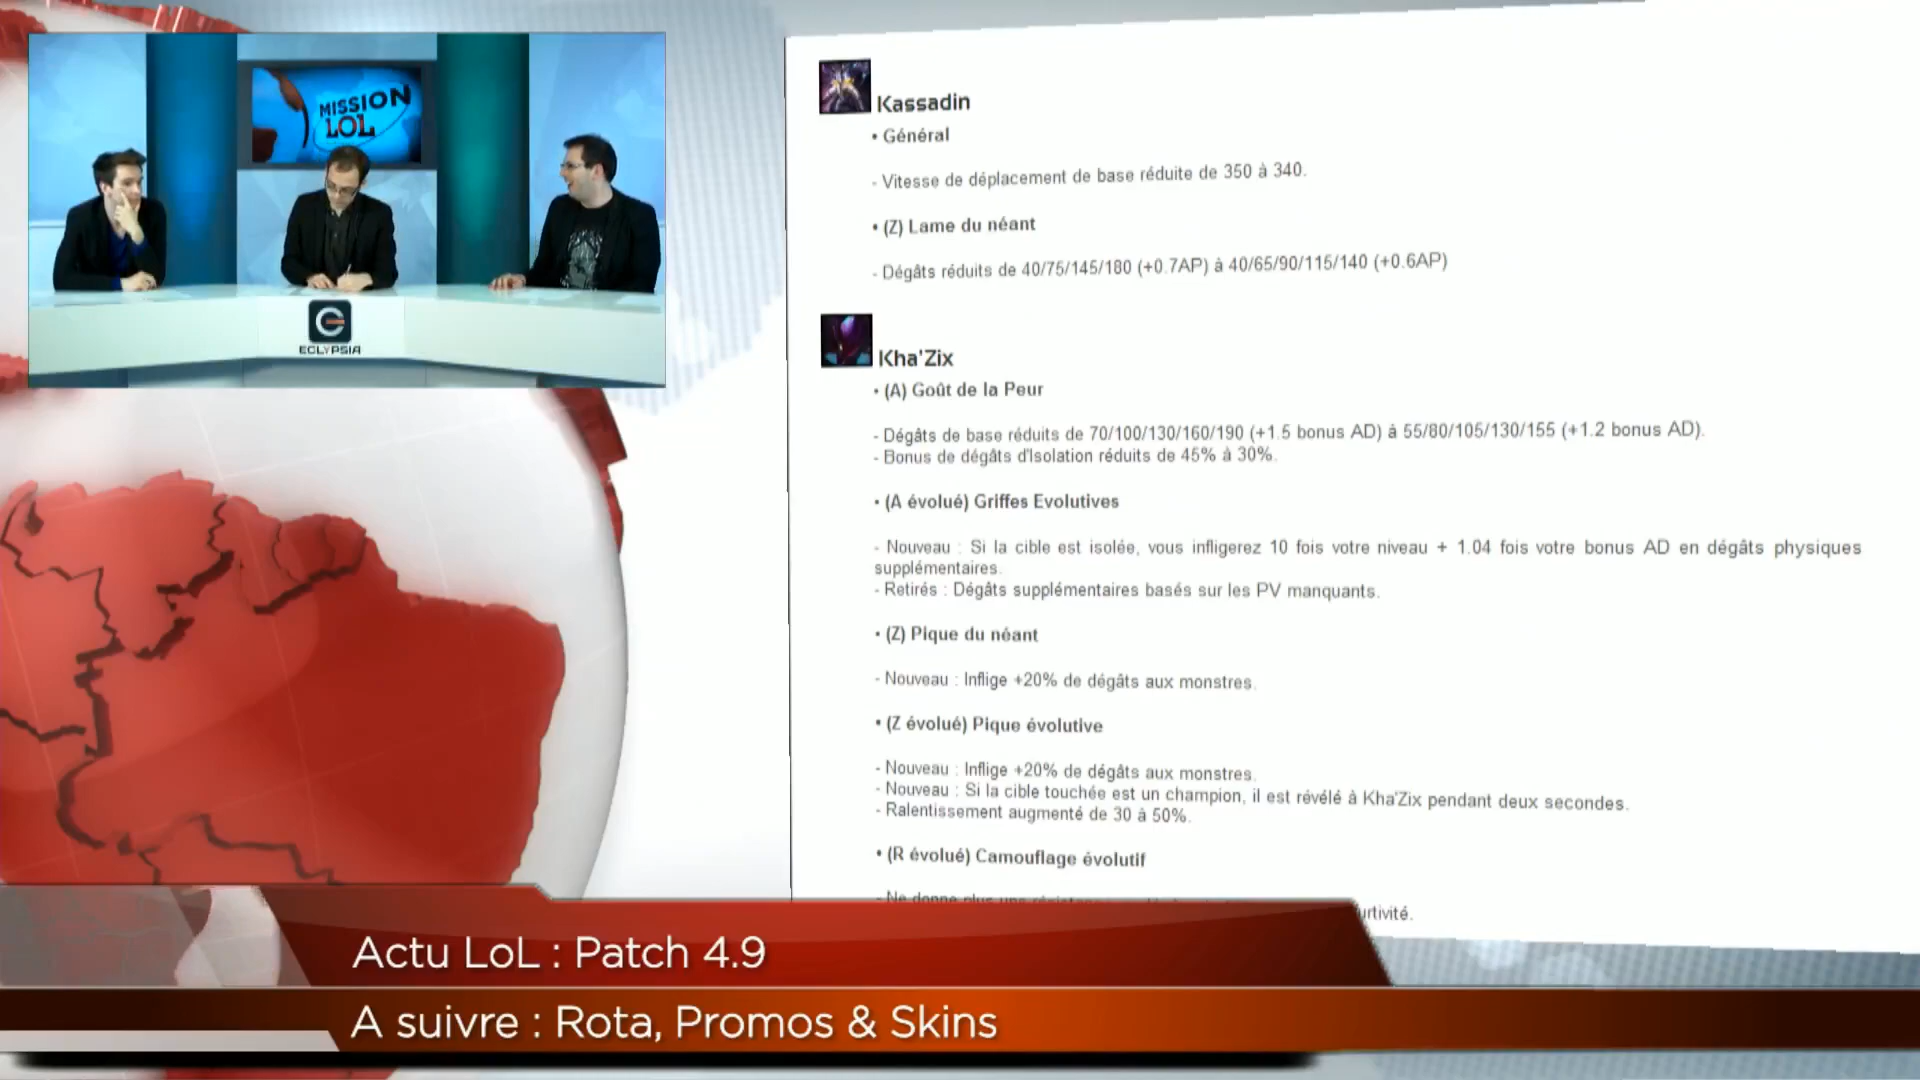 MISSION
LOL
ECLYPSIA
Kassadin
• Général
- Vitesse de déplacement de base réduite de 350 à 340.
• (Z) Lame du néant
- Dégâts réduits de 40/75/145/180 (+0.7AP) à 40/65/90/115/140 (+0.6AP)
Kha'Zix
• (A) Goût de la Peur
- Dégâts de base réduits de 70/100/130/160/190 (+1.5 bonus AD) à 55/80/105/130/155 (+1.2 bonus AD).
- Bonus de dégâts d'Isolation réduits de 45% à 30%.
• (A évolué) Griffes Evolutives
- Nouveau : Si la cible est isolée, vous infligerez 10 fois votre niveau + 1.04 fois votre bonus AD en dégâts physiques
supplémentaires.
- Retirés : Dégâts supplémentaires basés sur les PV manquants.
• (Z) Pique du néant
- Nouveau : Inflige +20% de dégâts aux monstres.
• (Z évolué) Pique évolutive
- Nouveau : Inflige +20% de dégâts aux monstres.
- Nouveau : Si la cible touchée est un champion, il est révélé à Kha'Zix pendant deux secondes.
- Ralentissement augmenté de 30 à 50%.
• (R évolué) Camouflage évolutif
- Ne donne plus une
Actu LoL : Patch 4.9
A suivre : Rota, Promos & Skins